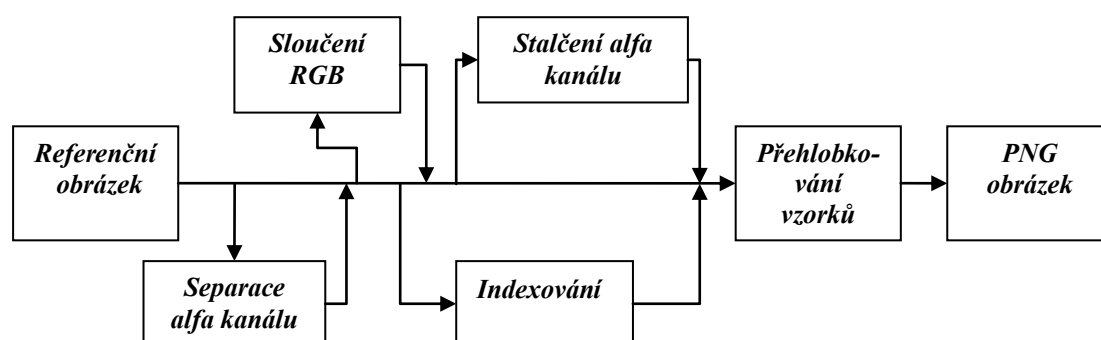 Sloučení
RGB
Stalčení alfa
kanálu
Referenční
obrázek
Přehlobko-
vání
vzorků
PNG
obrázek
Separace
alfa kanálu
Indexování